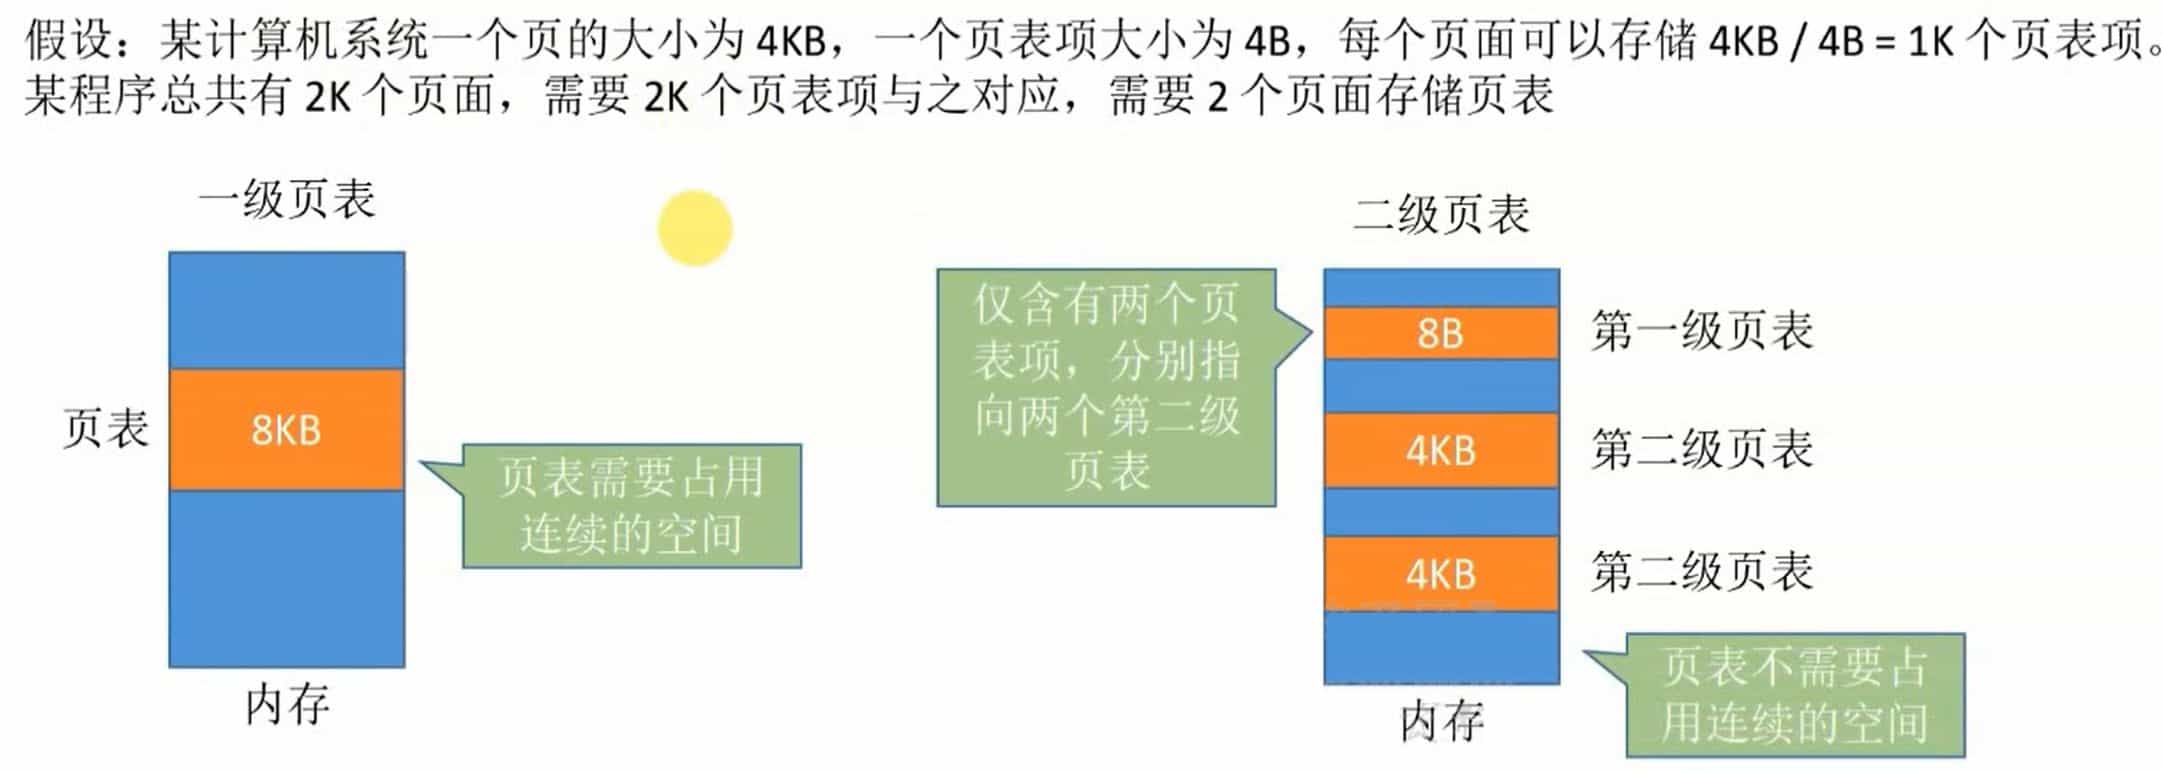 假设：某计算机系统一个页的大小为 4KB，一个页表项大小为 4B，每个页面可以存储 4KB / 4B = 1K 个页表项。
某程序总共有 2K 个页面，需要 2K 个页表项与之对应，需要 2 个页面存储页表
一级页表
页表
8KB
页表需要占用
连续的空间
内存
二级页表
仅含有两个页
表项，分别指
向两个第二级
页表
8B
第一级页表
4KB
第二级页表
4KB
第二级页表
页表不需要占
用连续的空间
内存